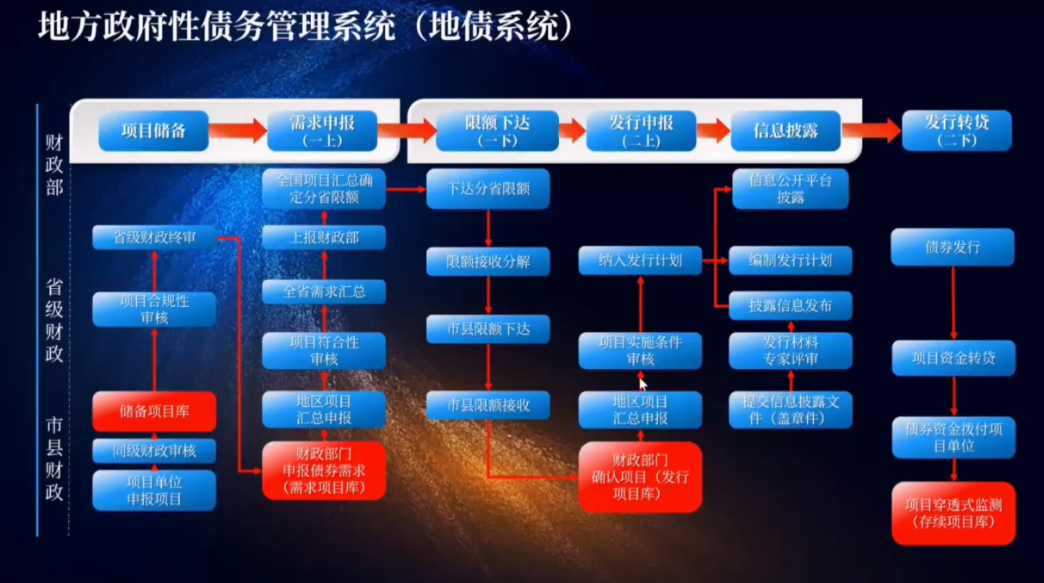 地方政府性债务管理系统（地债系统）
财政部
省级财政
市县财政
项目储备
需求申报
(一上)
限额下达
(一下)
发行申报
(二上)
信息披露
发行转贷
(二下)
省级财政终审
项目合规性
审核
储备项目库
同级财政审核
项目单位
申报项目
全国项目汇总确
定分省限额
上报财政部
全省需求汇总
项目符合性
审核
地区项目
汇总申报
财政部门
申报债券需求
（需求项目库）
下达分省限额
限额接收分解
市县限额下达
市县限额接收
纳入发行计划
项目实施条件
审核
地区项目
汇总申报
财政部门
确认项目（发行
项目库）
信息公开平台
披露
编制发行计划
披露信息发布
发行材料
专家评审
提交信息披露文
件（盖章件）
债券发行
项目资金转贷
债券资金拨付项
目单位
项目穿透式监测
（存续项目库）